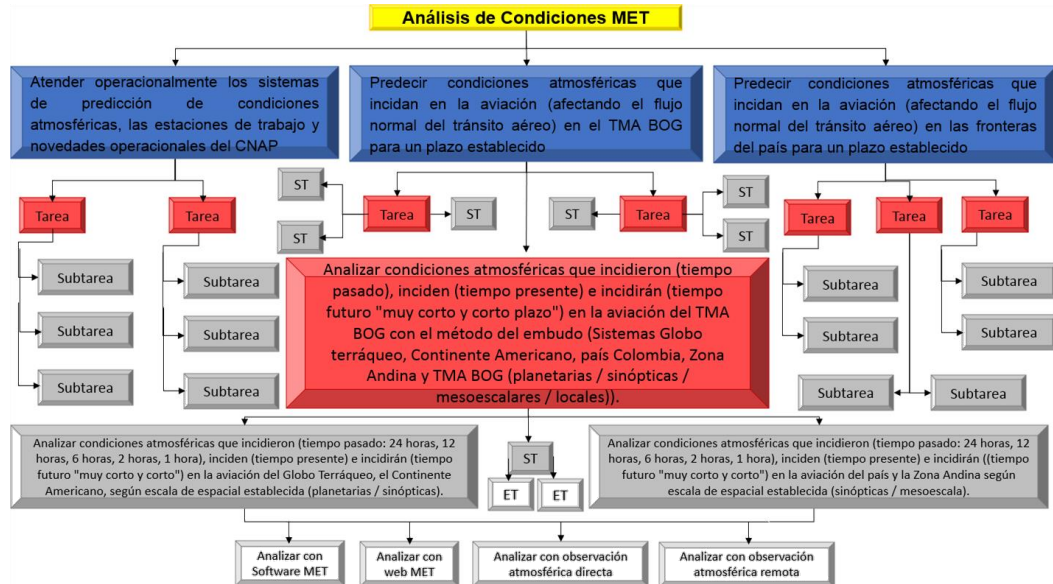 Análisis de Condiciones MET
Atender operacionalmente los sistemas
de predicción de condiciones
atmosféricas, las estaciones de trabajo y
novedades operacionales del CNAP
Predecir condiciones atmosféricas que
incidan en la aviación (afectando el flujo
normal del tránsito aéreo) en el TMA BOG
para un plazo establecido
Predecir condiciones atmosféricas que
incidan en la aviación (afectando el flujo
normal del tránsito aéreo) en las fronteras
del país para un plazo establecido
Tarea
Tarea
ST
ST
Tarea
ST
ST
Tarea
ST
ST
Tarea
Tarea
Tarea
Subtarea
Subtarea
Subtarea
Subtarea
Subtarea
Subtarea
Analizar condiciones atmosféricas que incidieron (tiempo
pasado), inciden (tiempo presente) e incidirán (tiempo
futuro "muy corto y corto plazo") en la aviación del TMA
BOG con el método del embudo (Sistemas Globo
terráqueo, Continente Americano, país Colombia, Zona
Andina y TMA BOG (planetarias / sinópticas /
mesoescalares / locales)).
Subtarea
Subtarea
Subtarea
Subtarea
Subtarea
Subtarea
Analizar condiciones atmosféricas que incidieron (tiempo pasado: 24 horas, 12
horas, 6 horas, 2 horas, 1 hora), inciden (tiempo presente) e incidirán (tiempo
futuro "muy corto y corto") en la aviación del Globo Terráqueo, el Continente
Americano, según escala de espacial establecida (planetarias / sinópticas).
ST
ET
ET
Analizar condiciones atmosféricas que incidieron (tiempo pasado: 24 horas, 12
horas, 6 horas, 2 horas, 1 hora), inciden (tiempo presente) e incidirán ((tiempo
futuro "muy corto y corto") en la aviación del país y la Zona Andina según
escala de espacial establecida (sinópticas / mesoescala).
Analizar con
Software MET
Analizar con
web MET
Analizar con observación
atmosférica directa
Analizar con observación
atmosférica remota